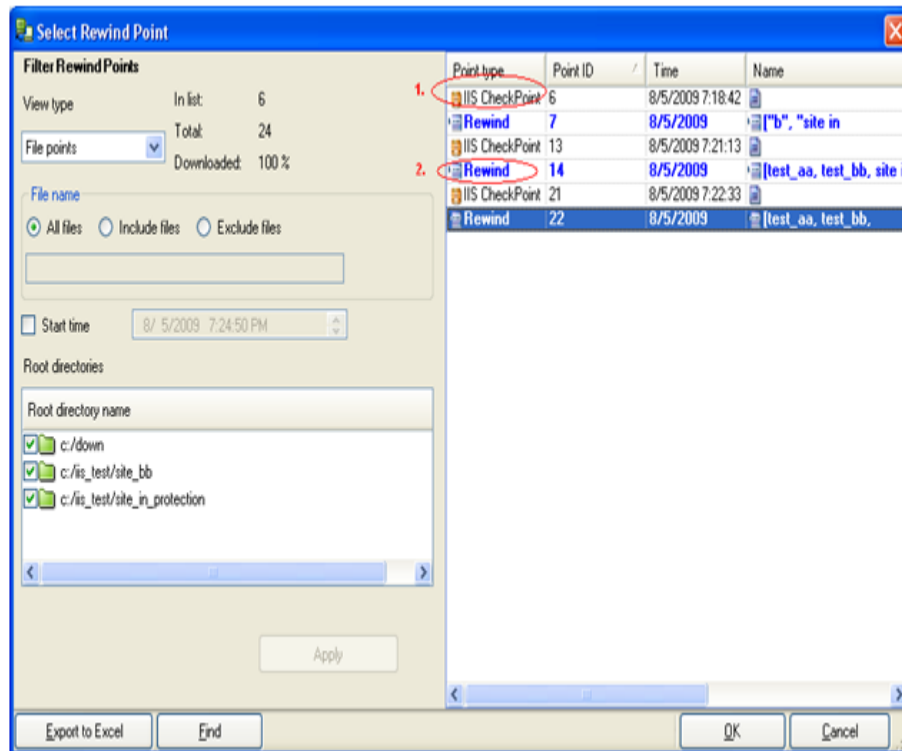 Select Rewind Point
Filter Rewind Points
View type
File points
In list: 6
Total: 24
Downloaded: 100 %
File name
All files Include files Exclude files
Start time 8/ 5/2009 7:24:50 PM
Root directories
Root directory name
c:/down
c:/iis_test/site_bb
c:/iis_test/site_in_protection
Apply
Point type Point ID Time Name
1. IIS CheckPoint 6 8/5/2009 7:18:42
Rewind 7 8/5/2009 ["b", "site in
IIS CheckPoint 13 8/5/2009 7:21:13
2. Rewind 14 8/5/2009 [test_aa, test_bb, site
IIS CheckPoint 21 8/5/2009 7:22:33
Rewind 22 8/5/2009 [test_aa, test_bb,
Export to Excel Find OK Cancel